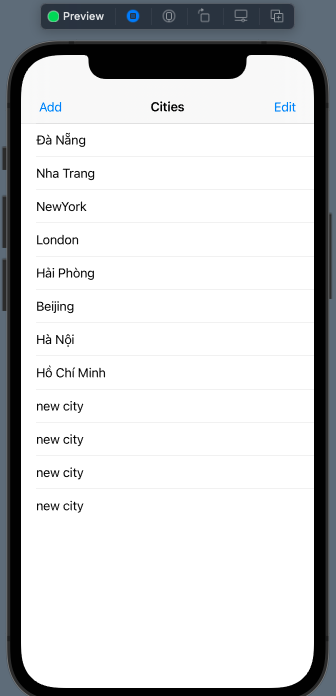 Preview
Add Cities Edit
Đà Nẵng
Nha Trang
NewYork
London
Hải Phòng
Beijing
Hà Nội
Hồ Chí Minh
new city
new city
new city
new city